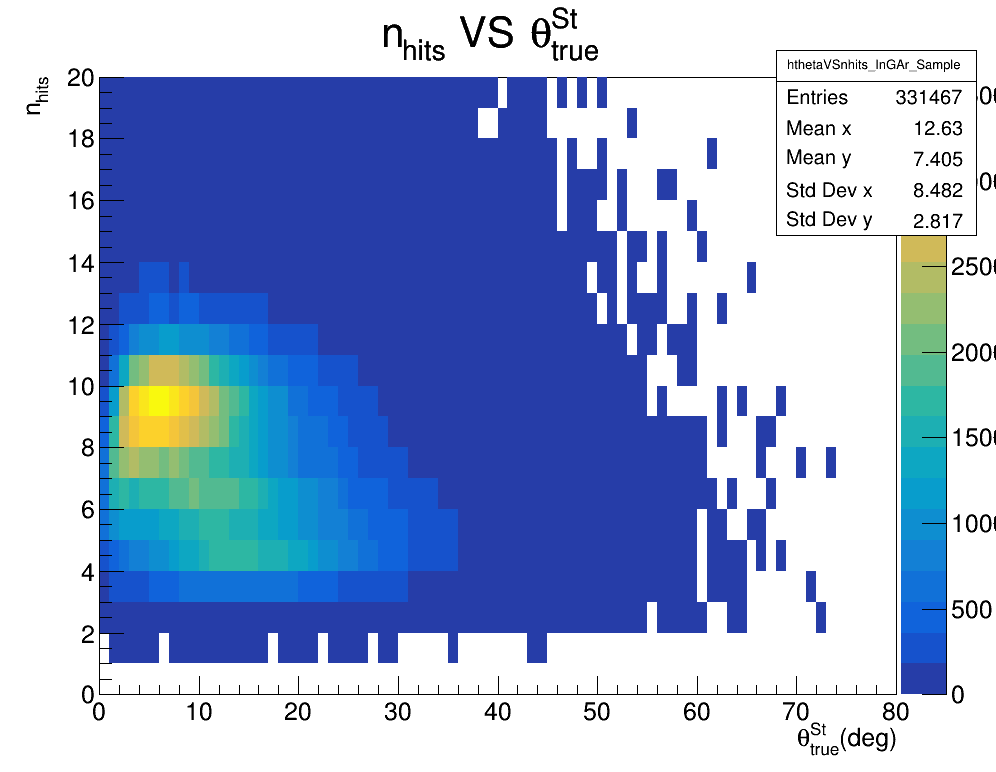 n_hits VS θ^St_true
n_hits
20
18
16
14
12
10
8
6
4
2
0
0 10 20 30 40 50 60 70 80
θ^St_true(deg)
hthetaVSnhits_InGAr_Sample
Entries 331467
Mean x 12.63
Mean y 7.405
Std Dev x 8.482
Std Dev y 2.817
2000
1500
1000
500
0